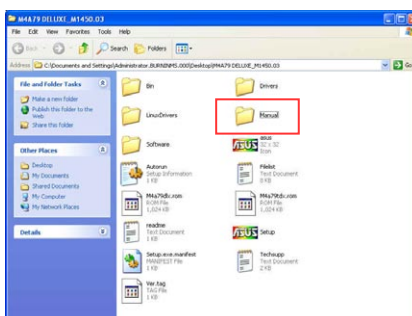 M4A79 DELUXE_M1450.03
File Edit View Favorites Tools Help
Back Search Folders
Address C:\Documents and Settings\Administrator.BURNINMS.000\Desktop\M4A79 DELUXE_M1450.03 Go
File and Folder Tasks
Make a new folder
Publish this folder to the Web
Share this folder
Other Places
Desktop
My Documents
Shared Documents
My Computer
My Network Places
Details
Bin
Drivers
LinuxDrivers
Manual
Software
asus
32 x 32
Icon
Autorun
Setup Information
1 KB
Filelist
Text Document
M4a79dlx.rom
ROM File
1,024 KB
M4a79tdx.rom
ROM File
1,024 KB
readme
Text Document
1 KB
Setup
Setup.exe.manifest
MANIFEST File
1 KB
Techsupp
Text Document
2 KB
Ver.tag
TAG File
1 KB